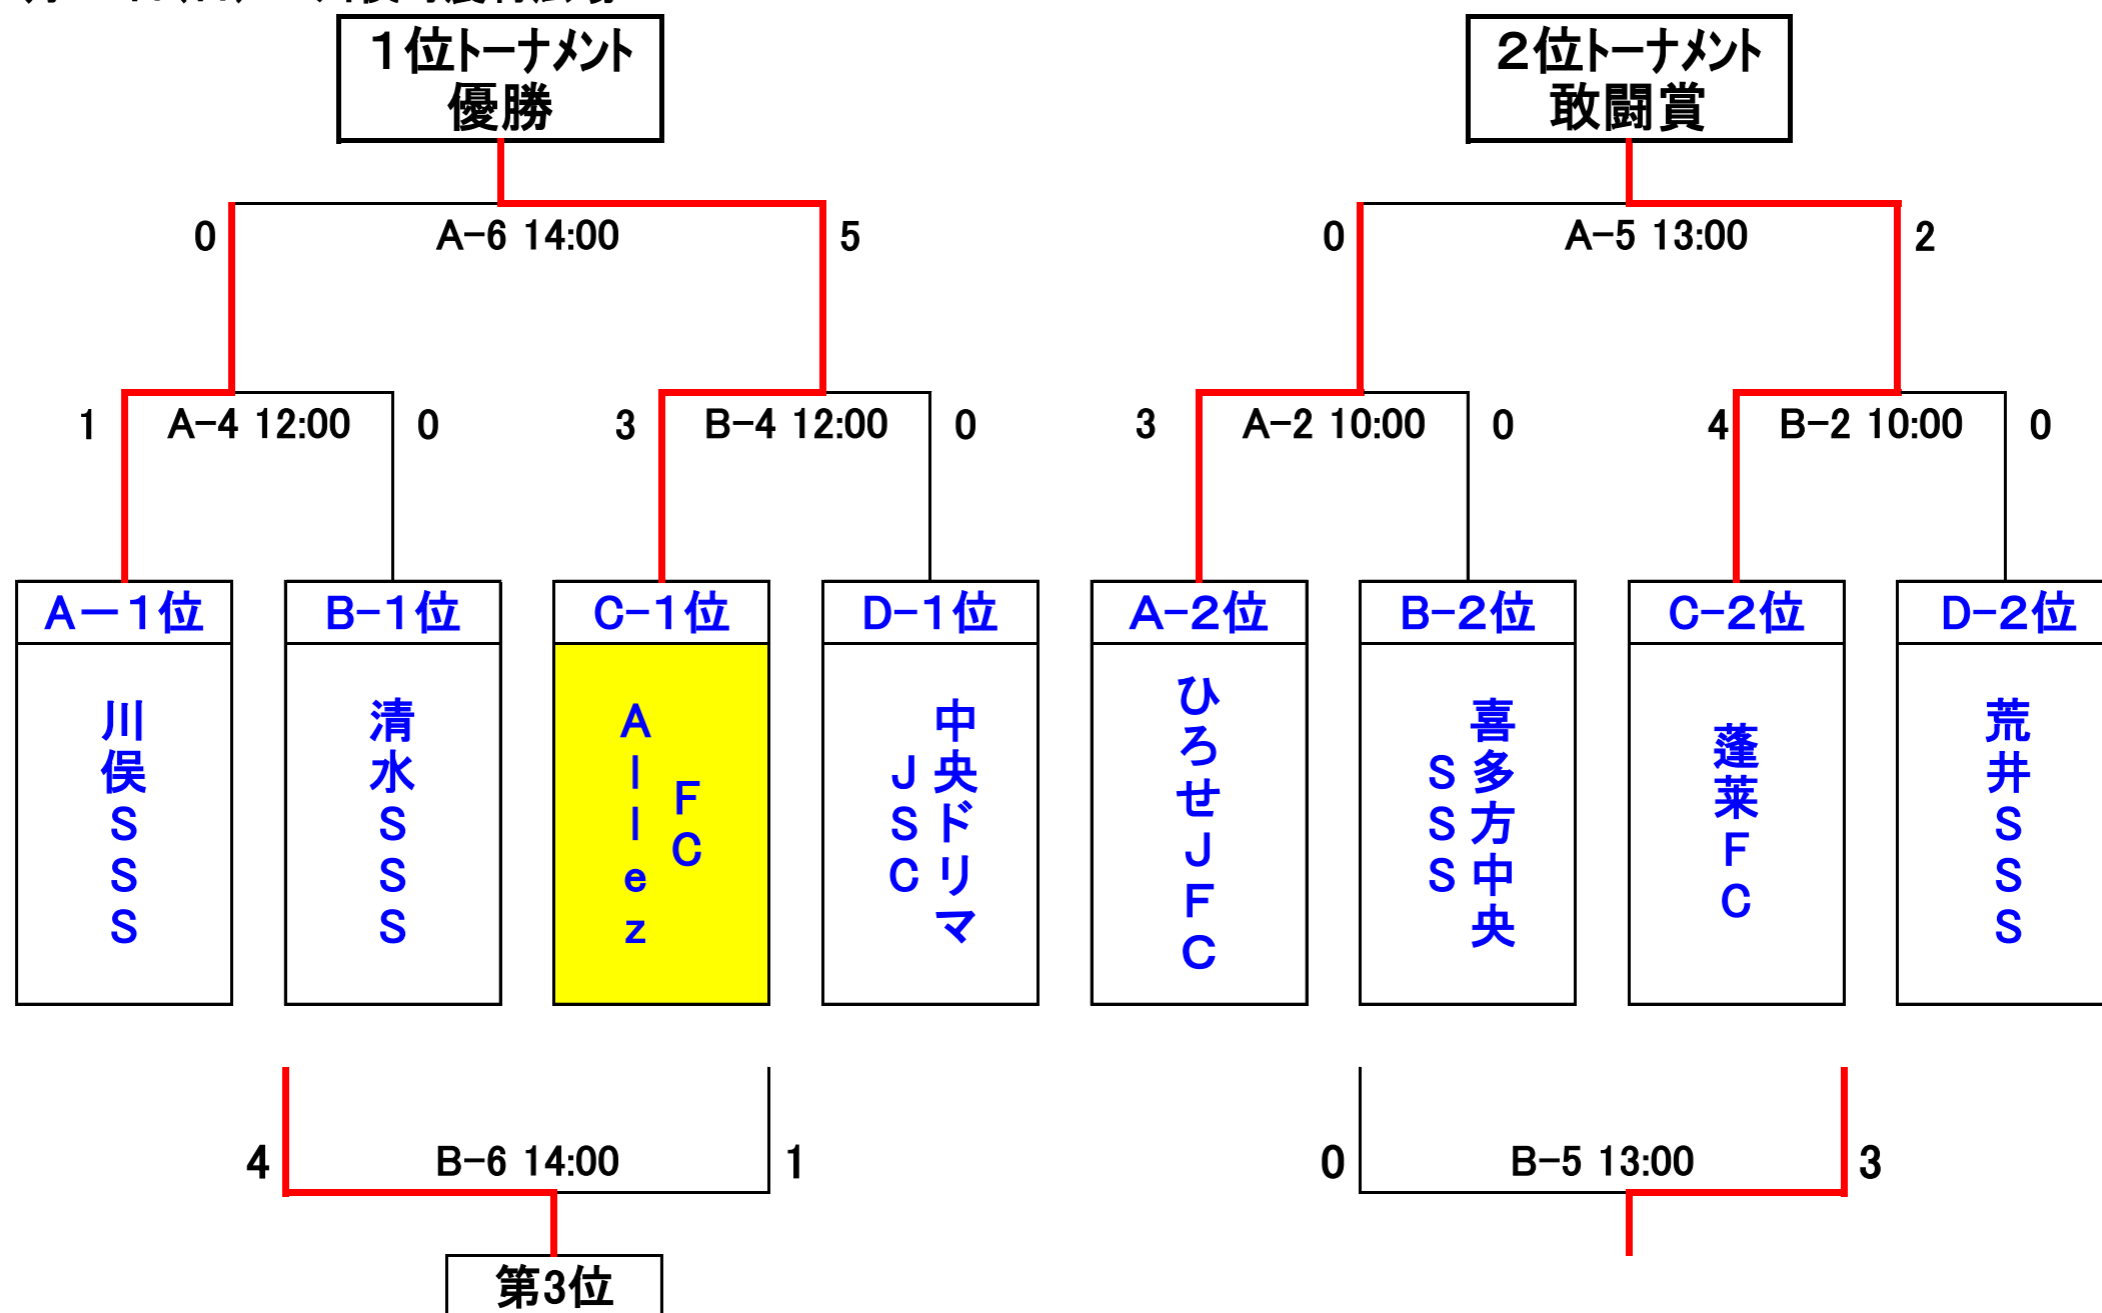 1位トーナメント
優勝
2位トーナメント
敢闘賞
0
A-6 14:00
5
0
A-5 13:00
2
1
A-4 12:00
0
3
B-4 12:00
0
3
A-2 10:00
0
4
B-2 10:00
0
A-1位
B-1位
C-1位
D-1位
A-2位
B-2位
C-2位
D-2位
川俣SSS
清水SSS
Allez
FC
中央ドリマ
JSC
ひろせJFC
喜多方中央
SSS
蓬莱FC
荒井SSS
4
B-6 14:00
1
0
B-5 13:00
3
第3位